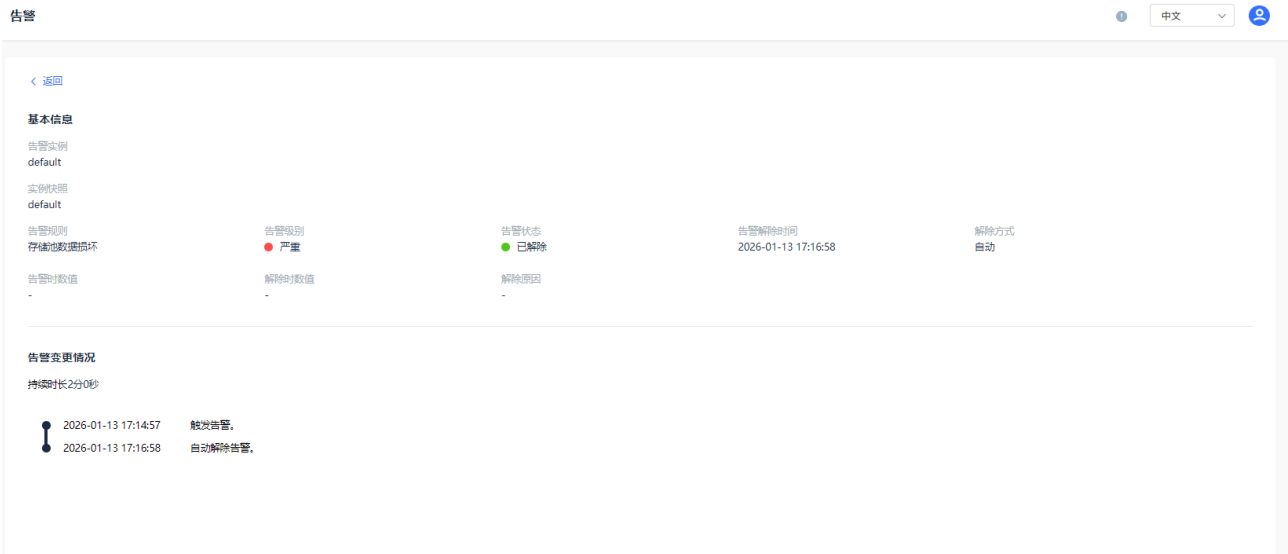 告警
中文
返回
基本信息
告警实例
default
实例快照
default
告警规则 告警级别 告警状态 告警解除时间 解除方式
存储池数据损坏 严重 已解除 2026-01-13 17:16:58 自动
告警时数值 解除时数值 解除原因
- - -
告警变更情况
持续时长2分0秒
2026-01-13 17:14:57 触发告警。
2026-01-13 17:16:58 自动解除告警。